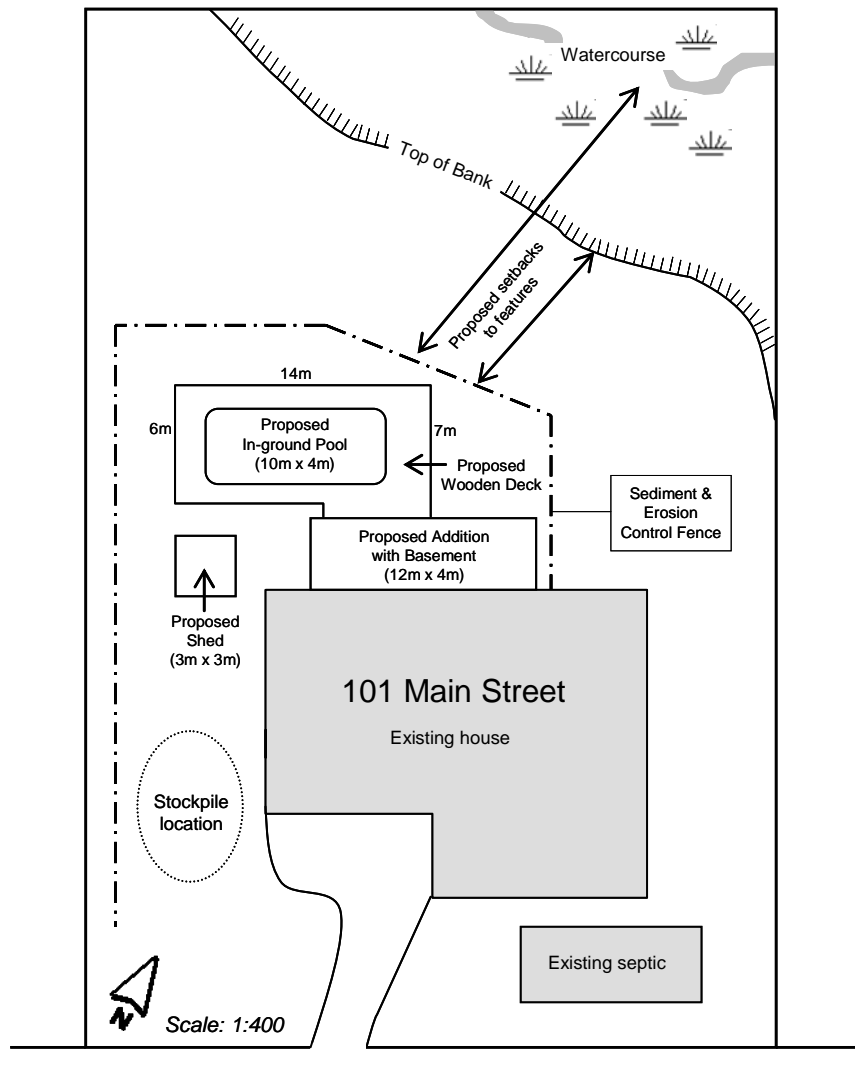 Watercourse
Top of Bank
Proposed setbacks
to features
14m
6m
7m
Proposed
In-ground Pool
(10m x 4m)
Proposed
Wooden Deck
Sediment &
Erosion
Control Fence
Proposed Addition
with Basement
(12m x 4m)
Proposed
Shed
(3m x 3m)
101 Main Street
Existing house
Stockpile
location
Existing septic
N
Scale: 1:400